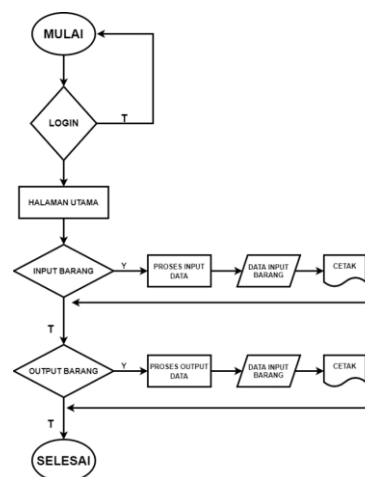 MULAI
LOGIN
T
HALAMAN UTAMA
INPUT BARANG
Y
PROSES INPUT
DATA
DATA INPUT
BARANG
CETAK
T
OUTPUT BARANG
Y
PROSES OUTPUT
DATA
DATA INPUT
BARANG
CETAK
T
SELESAI